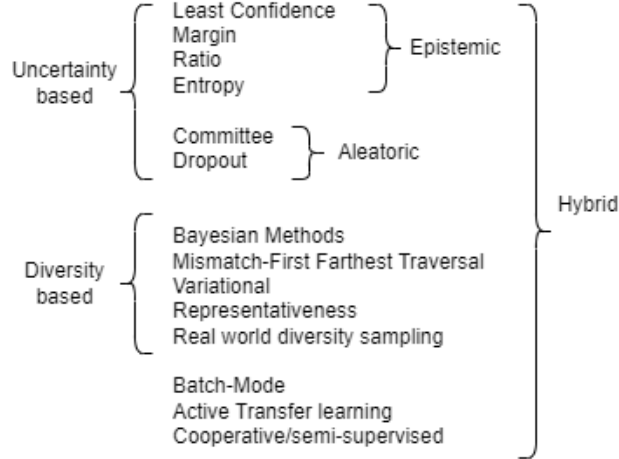 Uncertainty
based
Least Confidence
Margin
Ratio
Entropy
Epistemic
Committee
Dropout
Aleatoric
Diversity
based
Bayesian Methods
Mismatch-First Farthest Traversal
Variational
Representativeness
Real world diversity sampling
Batch-Mode
Active Transfer learning
Cooperative/semi-supervised
Hybrid